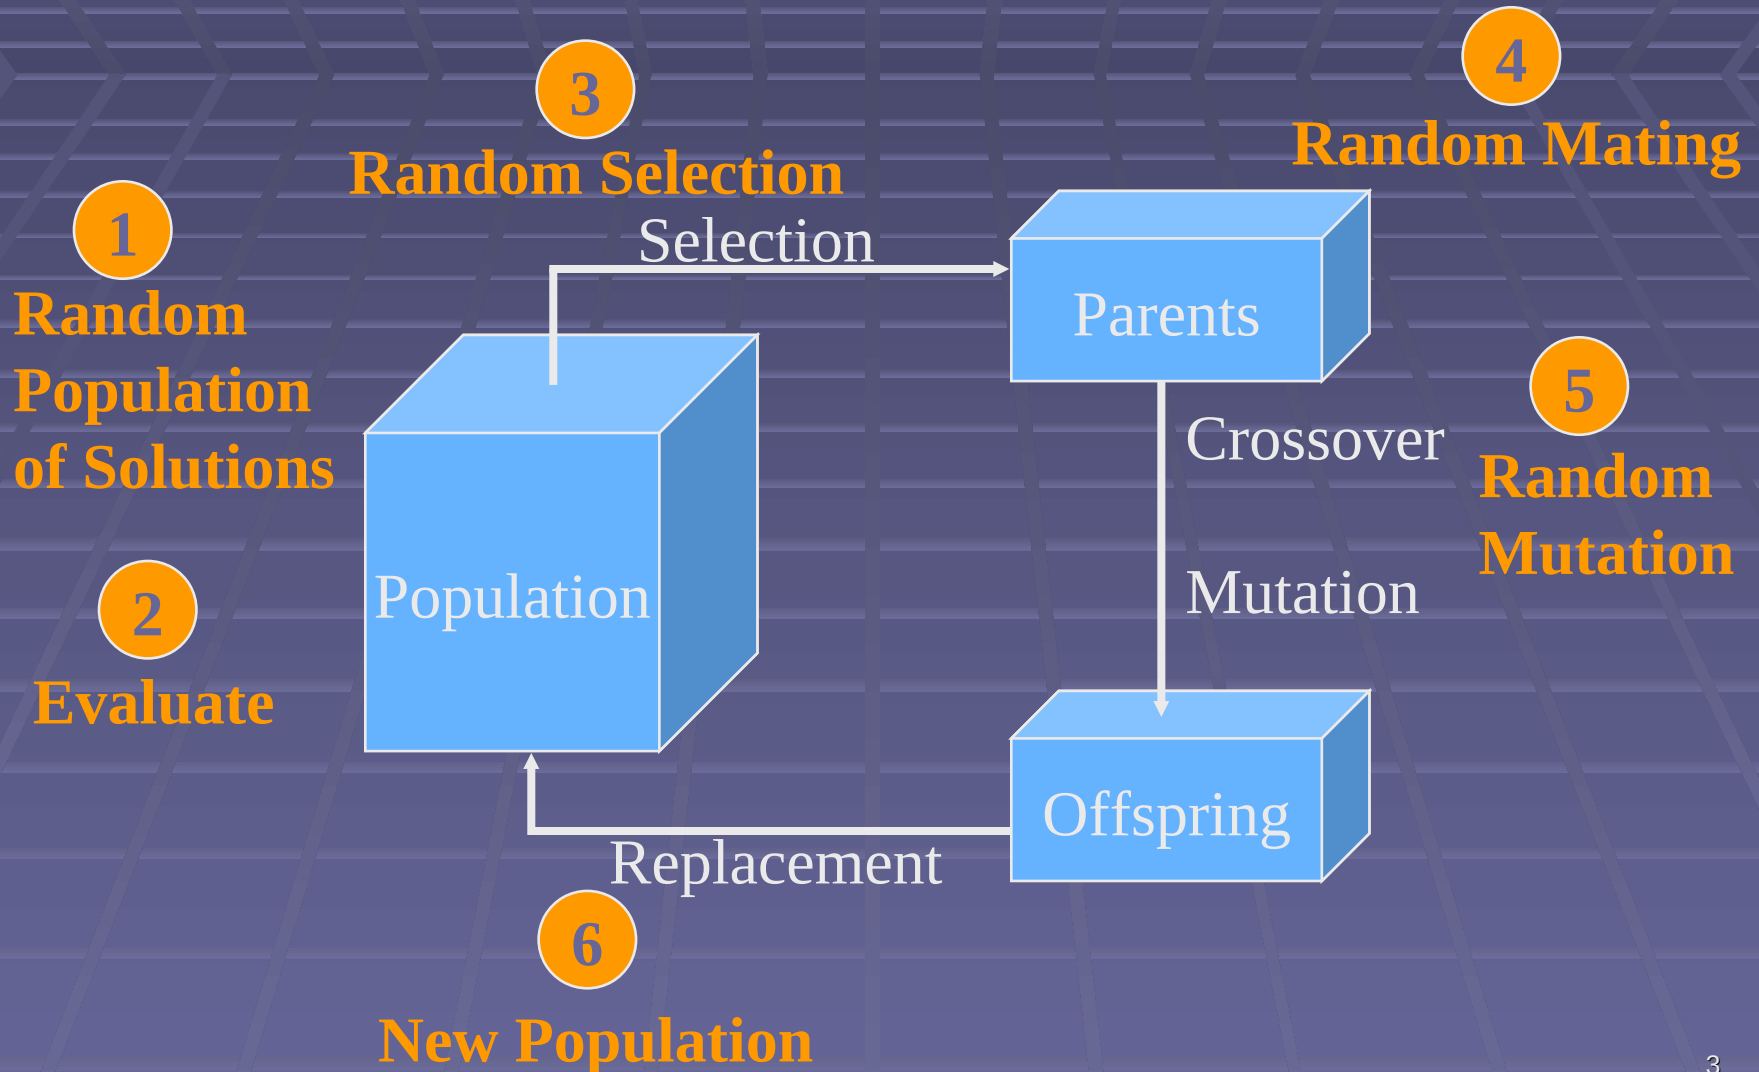 1
Random
Population
of Solutions
2
Evaluate
3
Random Selection
Selection
4
Random Mating
Parents
Crossover
5
Random
Mutation
Mutation
Population
Offspring
Replacement
6
New Population
3